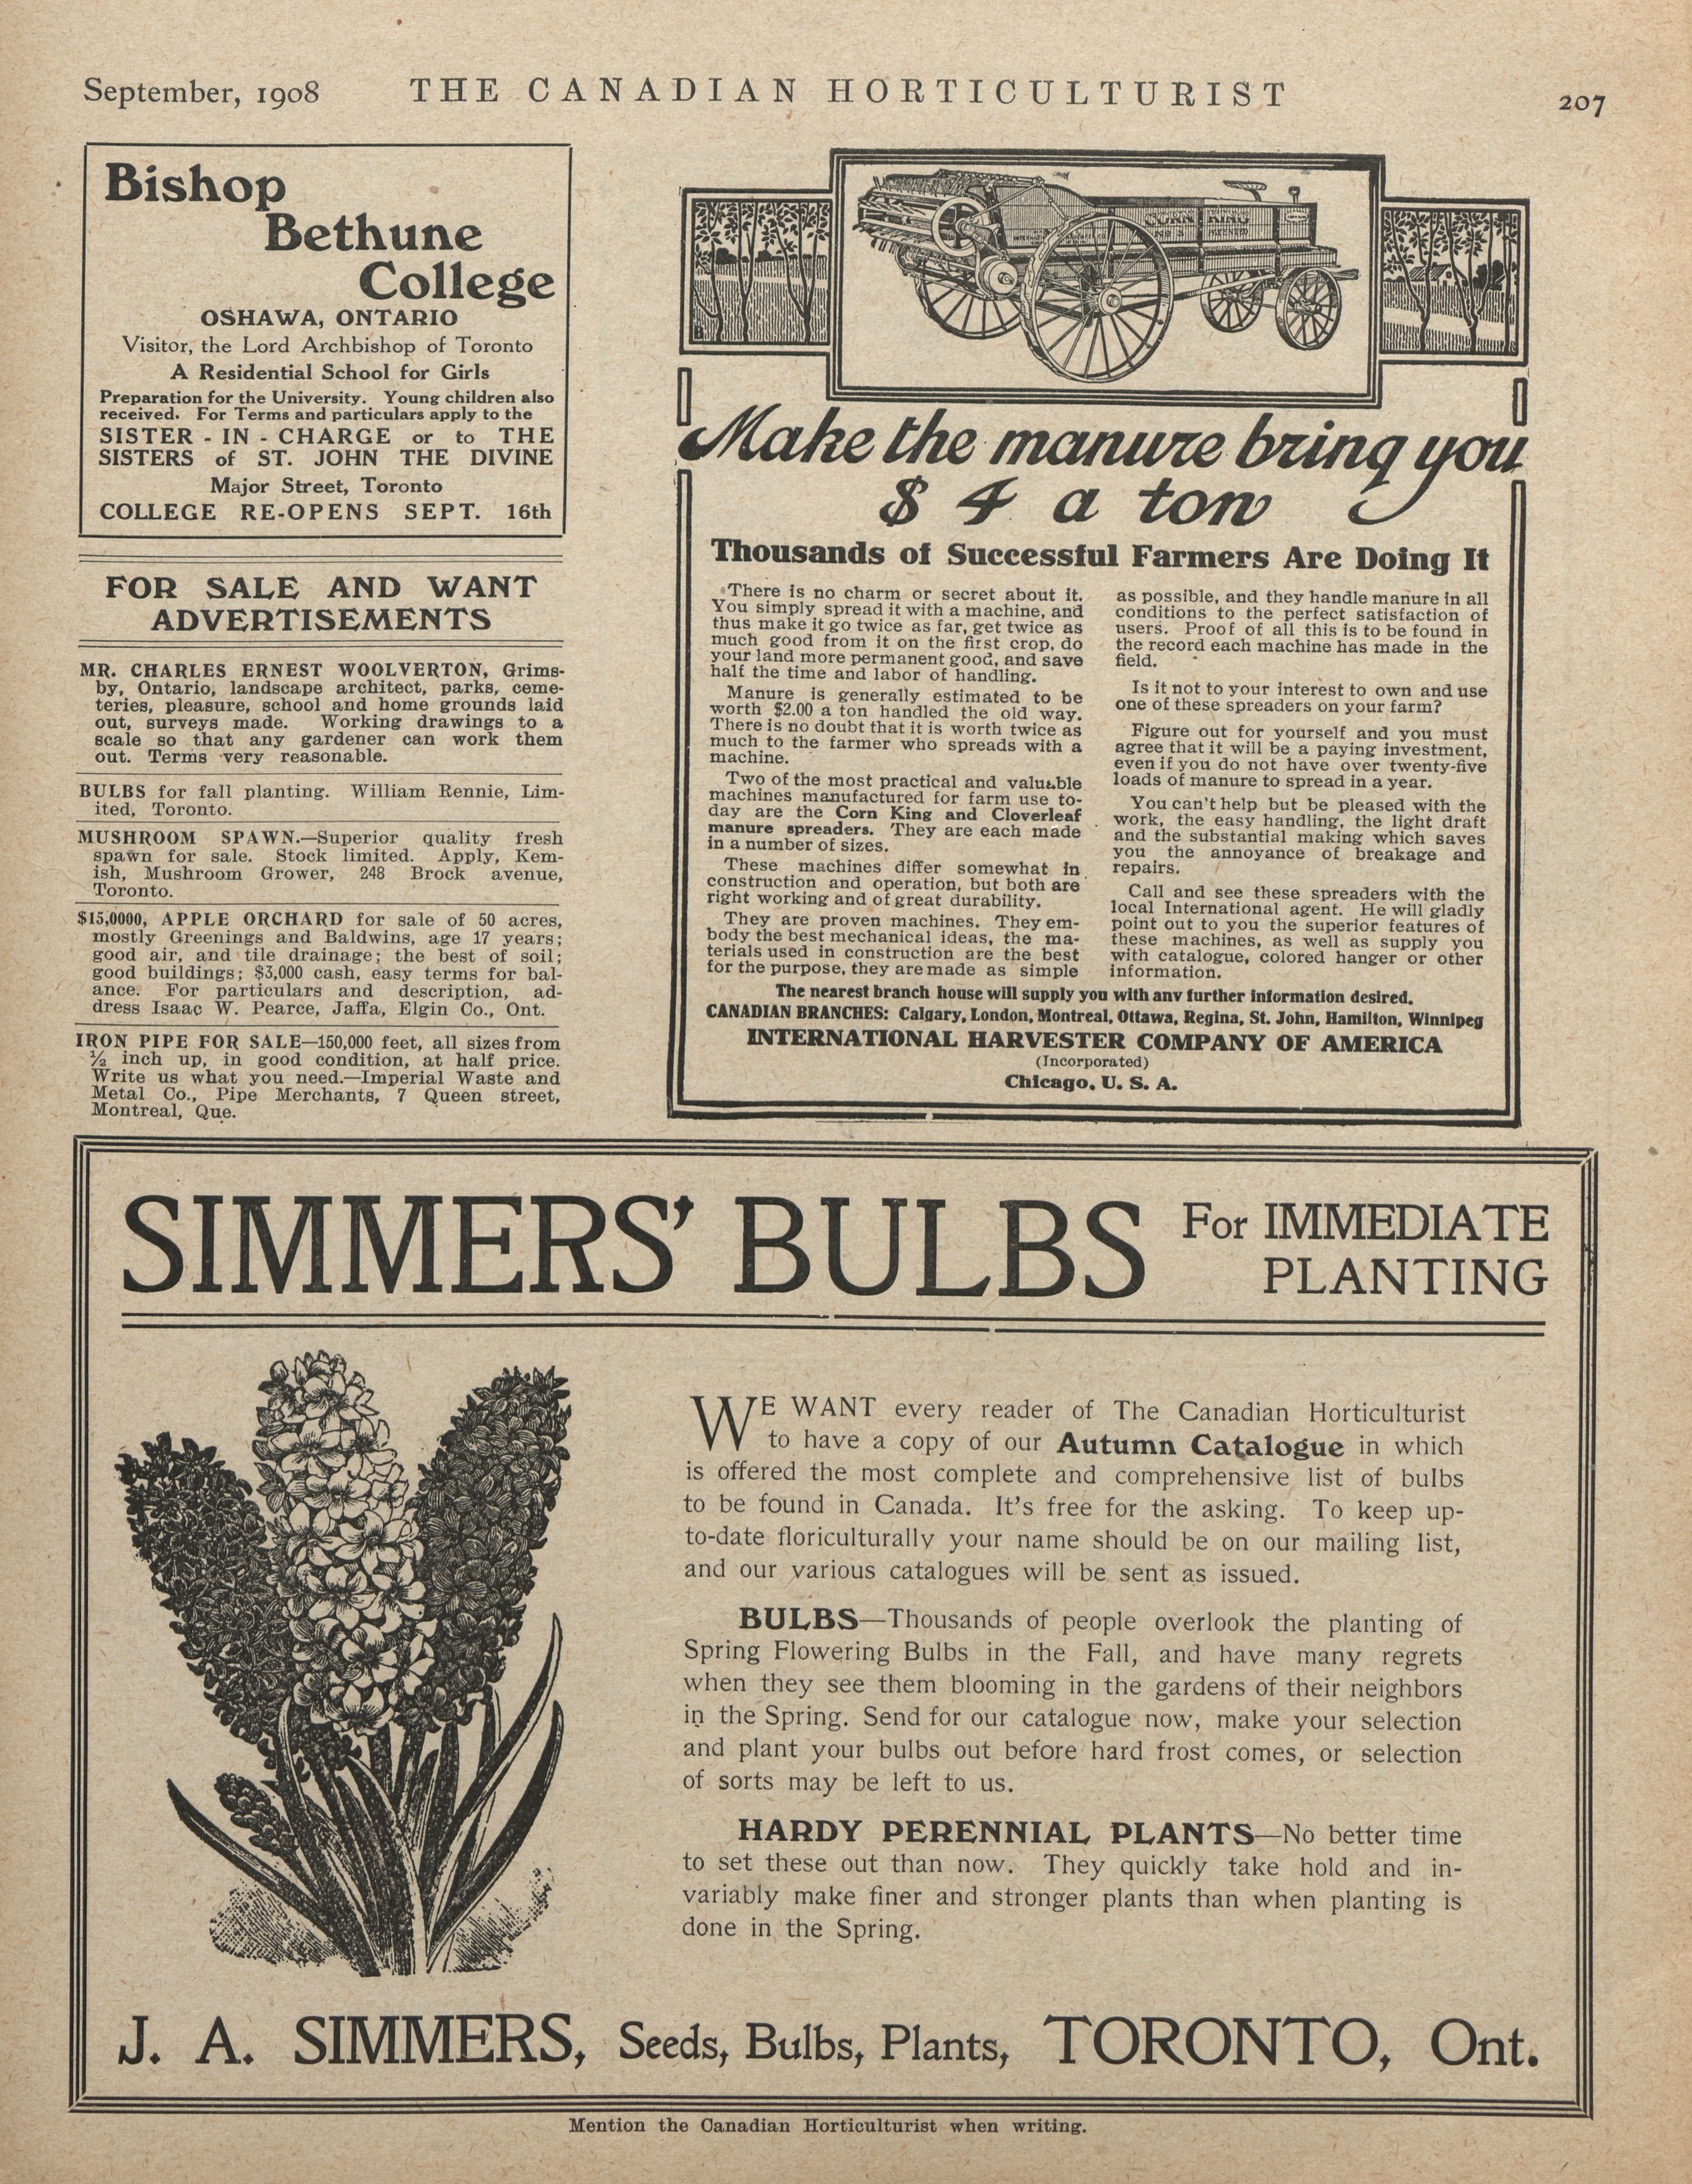 September, 1908 THE CANADIAN HORTICULTURIST 207
Bishop
Bethune
College
OSHAWA, ONTARIO
Visitor, the Lord Archbishop of Toronto
A Residential School for Girls
Preparation for the University. Young children also
received. For Terms and particulars apply to the
SISTER - IN - CHARGE or to THE
SISTERS of ST. JOHN THE DIVINE
Major Street, Toronto
COLLEGE RE-OPENS SEPT. 16th
FOR SALE AND WANT
ADVERTISEMENTS
MR. CHARLES ERNEST WOOLVERTON, Grims-
by, Ontario, landscape architect, parks, ceme-
teries, pleasure, school and home grounds laid
out, surveys made. Working drawings to a
scale so that any gardener can work them
out. Terms very reasonable.
BULBS for fall planting. William Rennie, Lim-
ited, Toronto.
MUSHROOM SPAWN.—Superior quality fresh
spawn for sale. Stock limited. Apply, Kem-
ish, Mushroom Grower, 248 Brock avenue,
Toronto.
$15,0000, APPLE ORCHARD for sale of 50 acres,
mostly Greenings and Baldwins, age 17 years;
good air, and tile drainage; the best of soil;
good buildings; $3,000 cash, easy terms for bal-
ance. For particulars and description, ad-
dress Isaac W. Pearce, Jaffa, Elgin Co., Ont.
IRON PIPE FOR SALE—150,000 feet, all sizes from
½ inch up, in good condition, at half price.
Write us what you need.—Imperial Waste and
Metal Co., Pipe Merchants, 7 Queen street,
Montreal, Que.
CORN KING
NO 3
Make the manure bring you
$ 4 a ton
Thousands of Successful Farmers Are Doing It
There is no charm or secret about it.
You simply spread it with a machine, and
thus make it go twice as far, get twice as
much good from it on the first crop, do
your land more permanent good, and save
half the time and labor of handling.
Manure is generally estimated to be
worth $2.00 a ton handled the old way.
There is no doubt that it is worth twice as
much to the farmer who spreads with a
machine.
Two of the most practical and valuable
machines manufactured for farm use to-
day are the Corn King and Cloverleaf
manure spreaders. They are each made
in a number of sizes.
These machines differ somewhat in
construction and operation, but both are
right working and of great durability.
They are proven machines. They em-
body the best mechanical ideas, the ma-
terials used in construction are the best
for the purpose, they are made as simple
as possible, and they handle manure in all
conditions to the perfect satisfaction of
users. Proof of all this is to be found in
the record each machine has made in the
field.
Is it not to your interest to own and use
one of these spreaders on your farm?
Figure out for yourself and you must
agree that it will be a paying investment,
even if you do not have over twenty-five
loads of manure to spread in a year.
You can't help but be pleased with the
work, the easy handling, the light draft
and the substantial making which saves
you the annoyance of breakage and
repairs.
Call and see these spreaders with the
local International agent. He will gladly
point out to you the superior features of
these machines, as well as supply you
with catalogue, colored hanger or other
information.
The nearest branch house will supply you with any further information desired.
CANADIAN BRANCHES: Calgary, London, Montreal, Ottawa, Regina, St. John, Hamilton, Winnipeg
INTERNATIONAL HARVESTER COMPANY OF AMERICA
(Incorporated)
Chicago, U. S. A.
SIMMERS' BULBS For IMMEDIATE
PLANTING
WE WANT every reader of The Canadian Horticulturist
to have a copy of our Autumn Catalogue in which
is offered the most complete and comprehensive list of bulbs
to be found in Canada. It's free for the asking. To keep up-
to-date floriculturally your name should be on our mailing list,
and our various catalogues will be sent as issued.
BULBS—Thousands of people overlook the planting of
Spring Flowering Bulbs in the Fall, and have many regrets
when they see them blooming in the gardens of their neighbors
in the Spring. Send for our catalogue now, make your selection
and plant your bulbs out before hard frost comes, or selection
of sorts may be left to us.
HARDY PERENNIAL PLANTS—No better time
to set these out than now. They quickly take hold and in-
variably make finer and stronger plants than when planting is
done in the Spring.
J. A. SIMMERS, Seeds, Bulbs, Plants, TORONTO, Ont.
Mention the Canadian Horticulturist when writing.